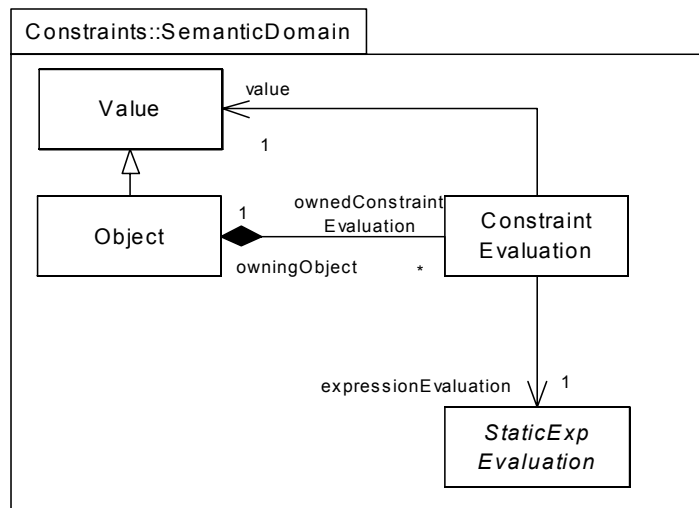 Constraints::SemanticDomain
value
Value
1
ownedConstraint
1
Evaluation
Constraint
Evaluation
Object
owningObject
*
expressionEvaluation
1
StaticExp
Evaluation